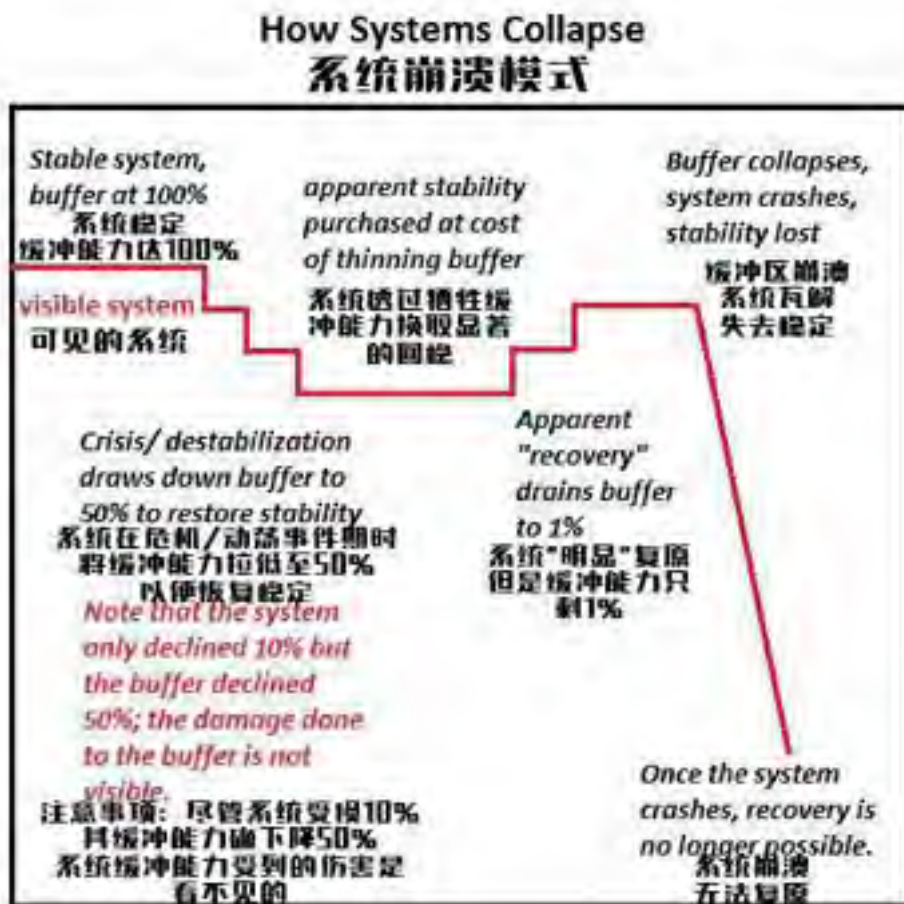 How Systems Collapse
系统崩溃模式
Stable system,
buffer at 100%
系统稳定
缓冲能力达100%
visible system
可见的系统
apparent stability
purchased at cost
of thinning buffer
系统透过牺牲缓
冲能力换取显著
的回稳
Buffer collapses,
system crashes,
stability lost
缓冲区崩溃
系统瓦解
失去稳定
Crisis/ destabilization
draws down buffer to
50% to restore stability
系统在危机/动荡事件期时
将缓冲能力拉低至50%
以便恢复稳定
Note that the system
only declined 10% but
the buffer declined
50%; the damage done
to the buffer is not
visible.
注意事项：尽管系统受损10%
其缓冲能力确下降50%
系统缓冲能力受到的伤害是
看不见的
Apparent
"recovery"
drains buffer
to 1%
系统"明显"复原
但是缓冲能力只
剩1%
Once the system
crashes, recovery is
no longer possible.
系统崩溃
无法复原